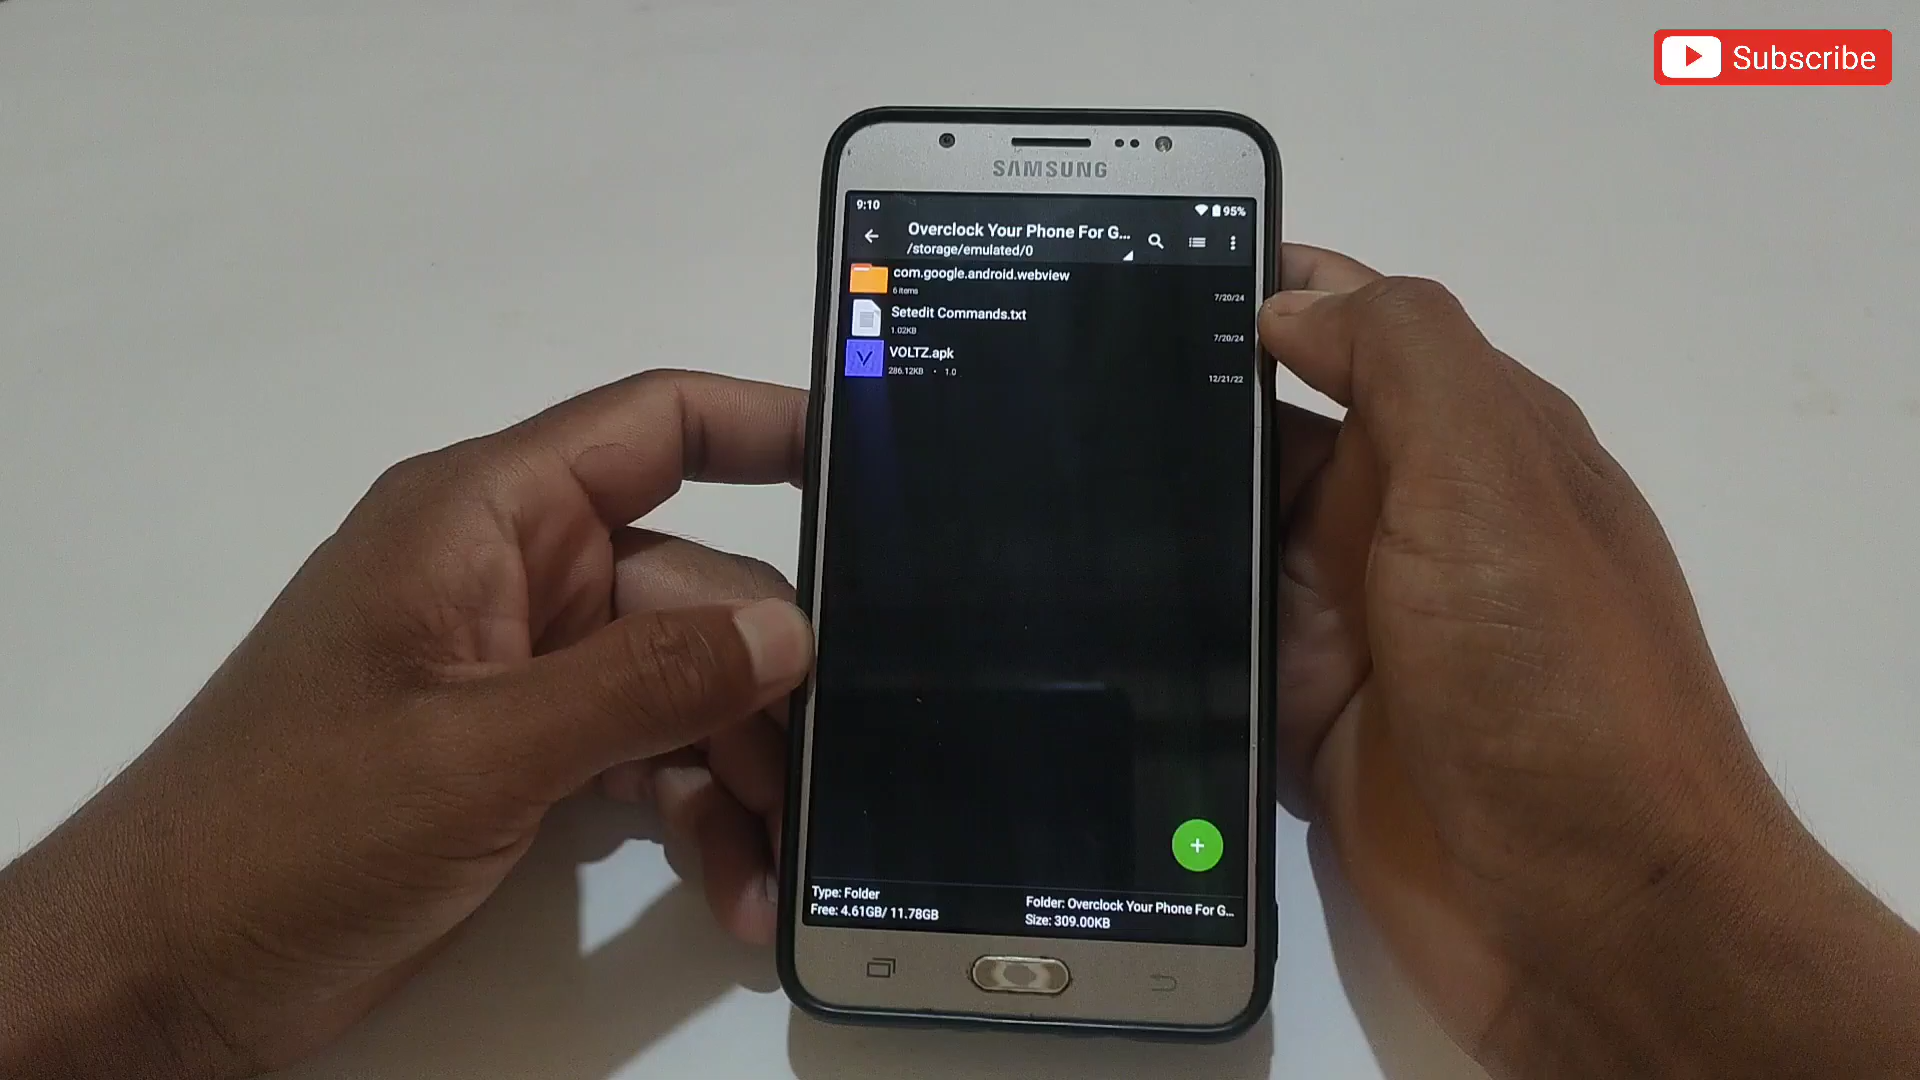 Subscribe
SAMSUNG
9:10
95%
Overclock Your Phone For G...
/storage/emulated/0
com.google.android.webview
6 items
7/20/24
Setedit Commands.txt
1.02KB
7/20/24
V
VOLTZ.apk
286.12KB • 1.0
12/21/22
+
Type: Folder
Free: 4.61GB/ 11.78GB
Folder: Overclock Your Phone For G...
Size: 309.00KB